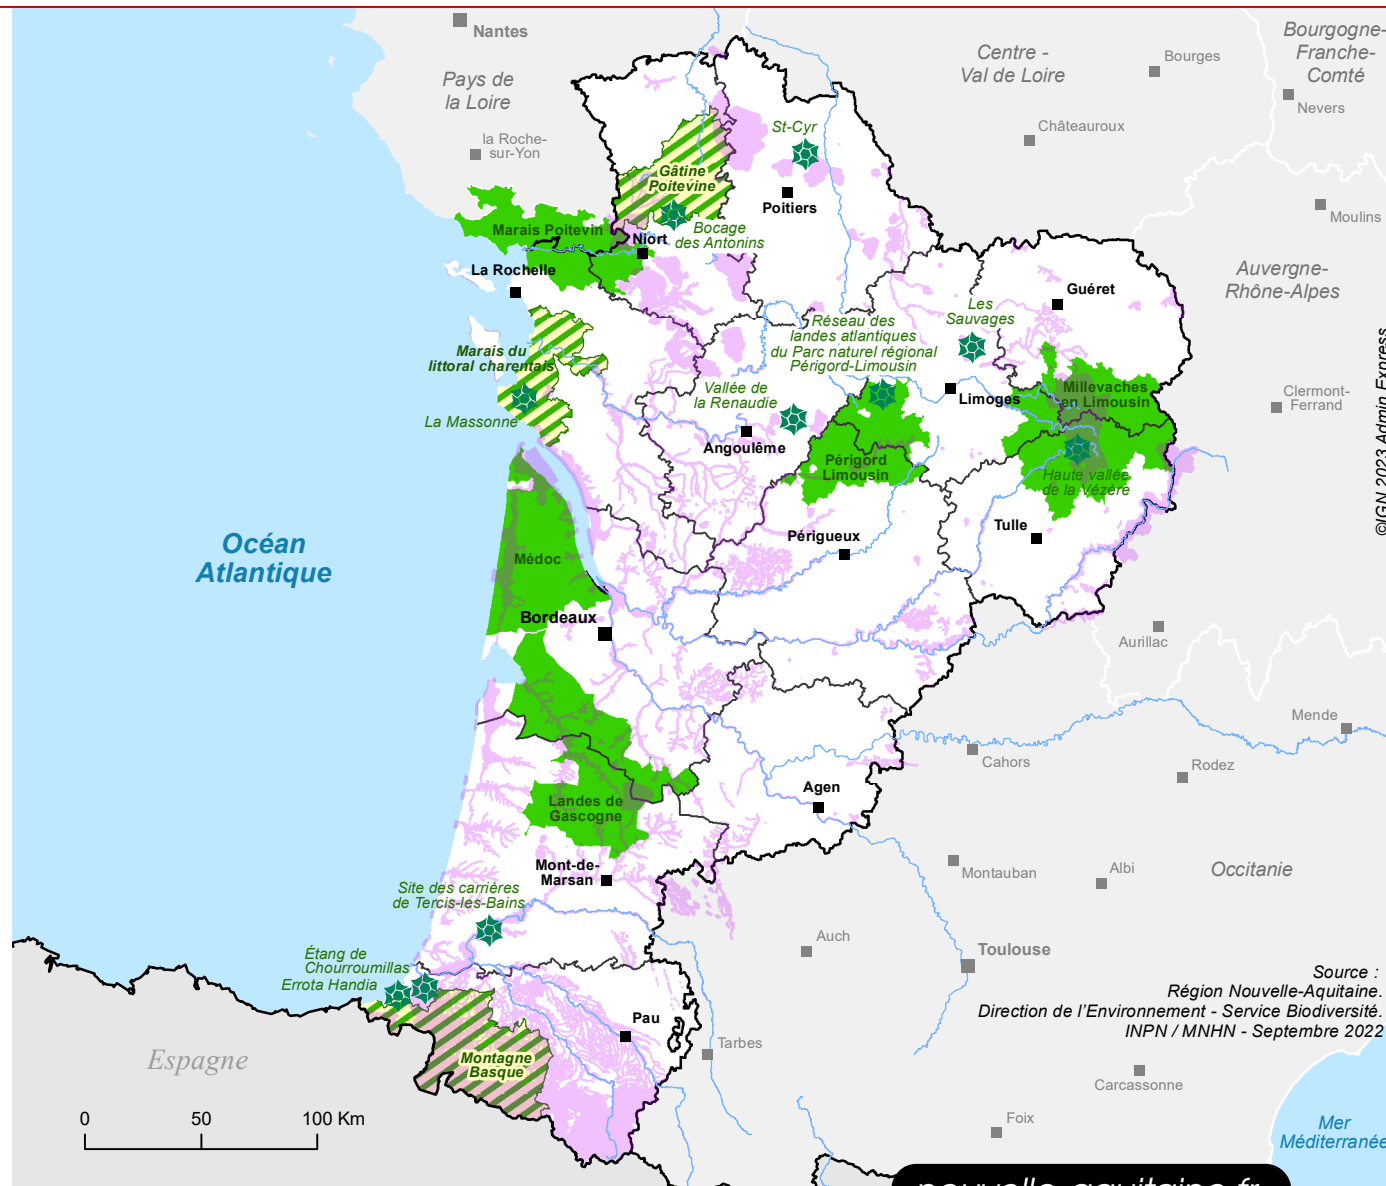 Nantes
Pays de
la Loire
la Roche-
sur-Yon
Centre -
Val de Loire
Bourges
Bourgogne-
Franche-
Comté
Nevers
Châteauroux
Moulins
St-Cyr
Gâtine
Poitevine
Poitiers
Marais Poitevin
Niort
Bocage
des Antonins
La Rochelle
Auvergne-
Rhône-Alpes
Guéret
Les
Sauvages
Réseau des
landes atlantiques
du Parc naturel régional
Périgord-Limousin
Marais du
littoral charentais
Vallée de
la Renaudie
La Massonne
Angoulême
Limoges
Millevaches
en Limousin
Clermont-
Ferrand
Périgord
Limousin
Haute vallée
de la Vézère
©IGN 2023 Admin Express
Océan
Atlantique
Médoc
Périgueux
Tulle
Bordeaux
Aurillac
Mende
Cahors
Rodez
Agen
Landes de
Gascogne
Mont-de-
Marsan
Montauban
Albi
Occitanie
Site des carrières
de Tercis-les-Bains
Auch
Toulouse
Étang de
Chourroumillas
Errota Handia
Source :
Région Nouvelle-Aquitaine.
Direction de l'Environnement - Service Biodiversité.
INPN / MNHN - Septembre 2022
Pau
Tarbes
Espagne
Montagne
Basque
Carcassonne
Foix
0 50 100 Km
Mer
Méditerranée
nouvelle-aquitaine.fr